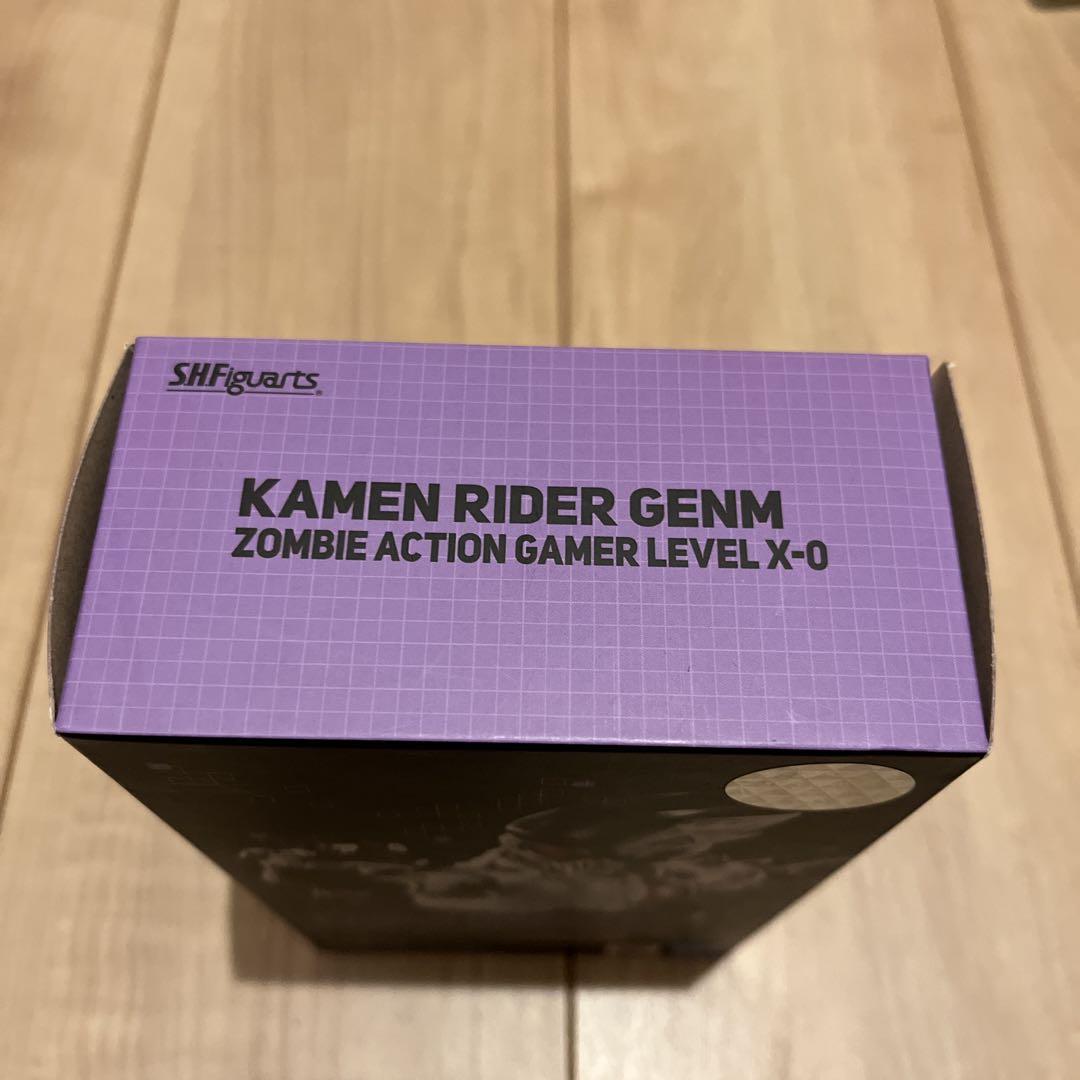 S.H.Figuarts®
KAMEN RIDER GENM
ZOMBIE ACTION GAMER LEVEL X-0